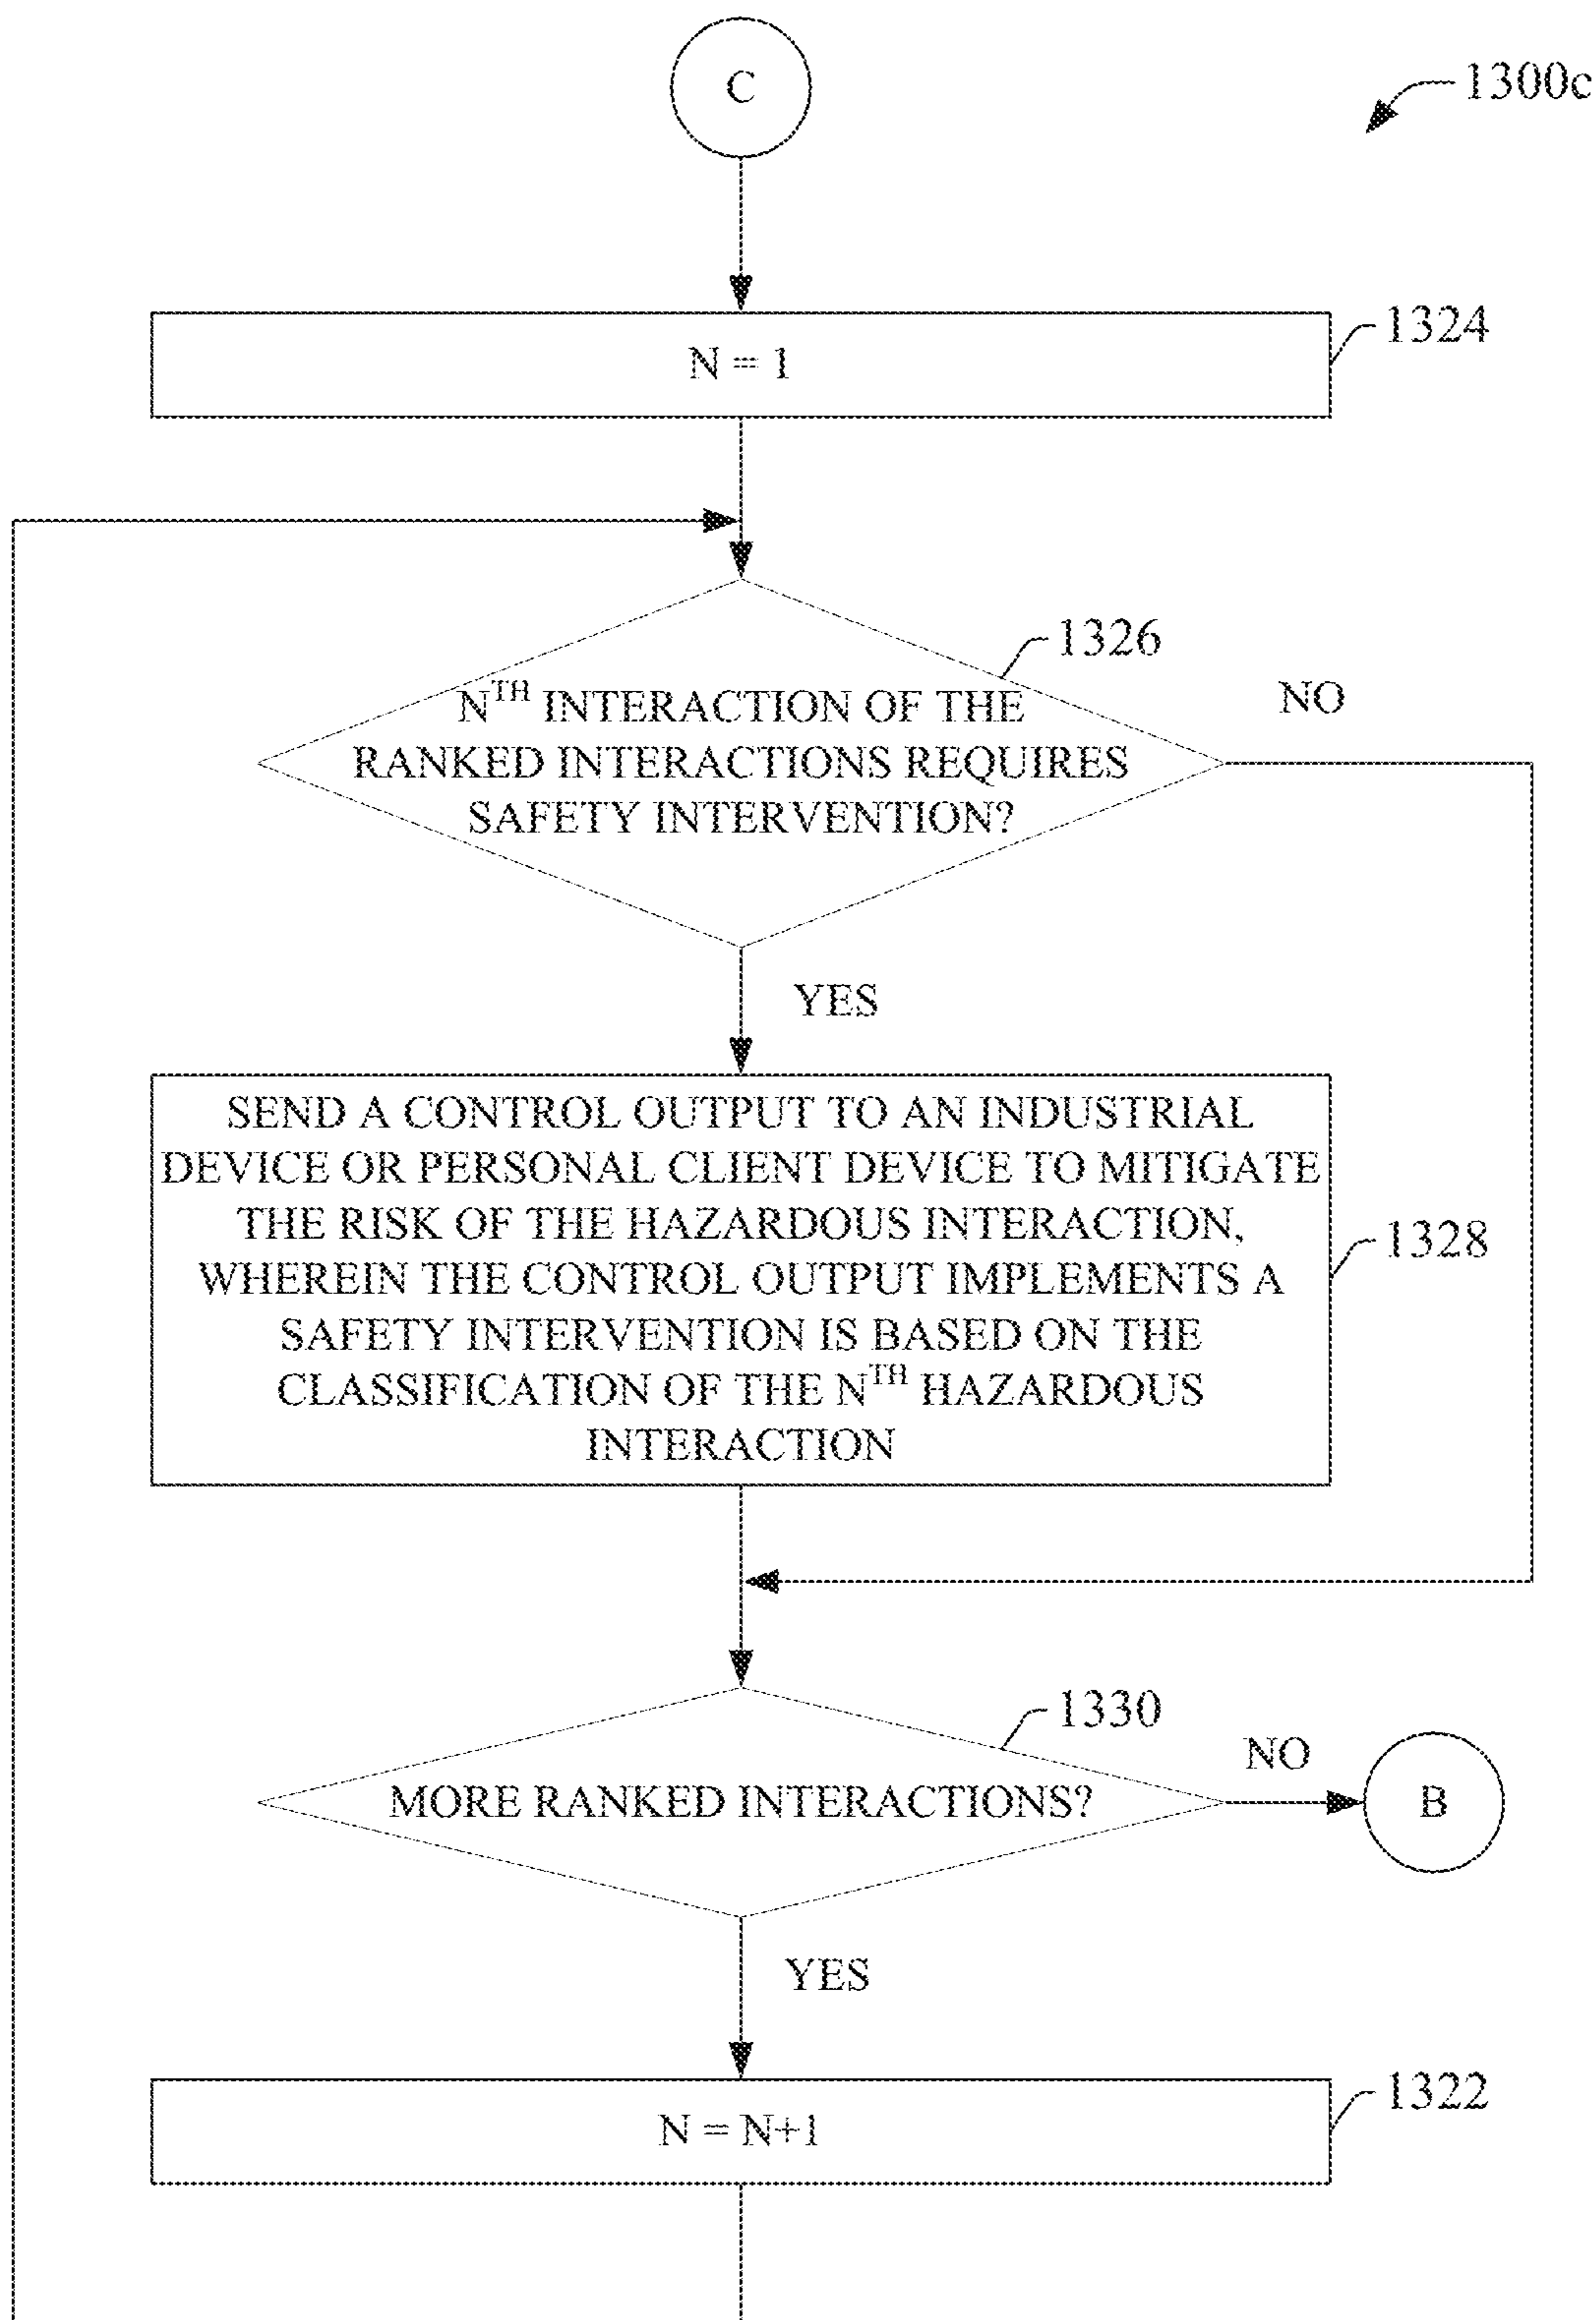 C
1300c
1324
N = 1
1326
N^TH INTERACTION OF THE
NO
RANKED INTERACTIONS REQUIRES
SAFETY INTERVENTION?
YES
SEND A CONTROL OUTPUT TO AN INDUSTRIAL
DEVICE OR PERSONAL CLIENT DEVICE TO MITIGATE
THE RISK OF THE HAZARDOUS INTERACTION,
1328
WHEREIN THE CONTROL OUTPUT IMPLEMENTS A
SAFETY INTERVENTION IS BASED ON THE
CLASSIFICATION OF THE N^TH HAZARDOUS
INTERACTION
1330
NO
MORE RANKED INTERACTIONS?
B
YES
1322
N = N+1